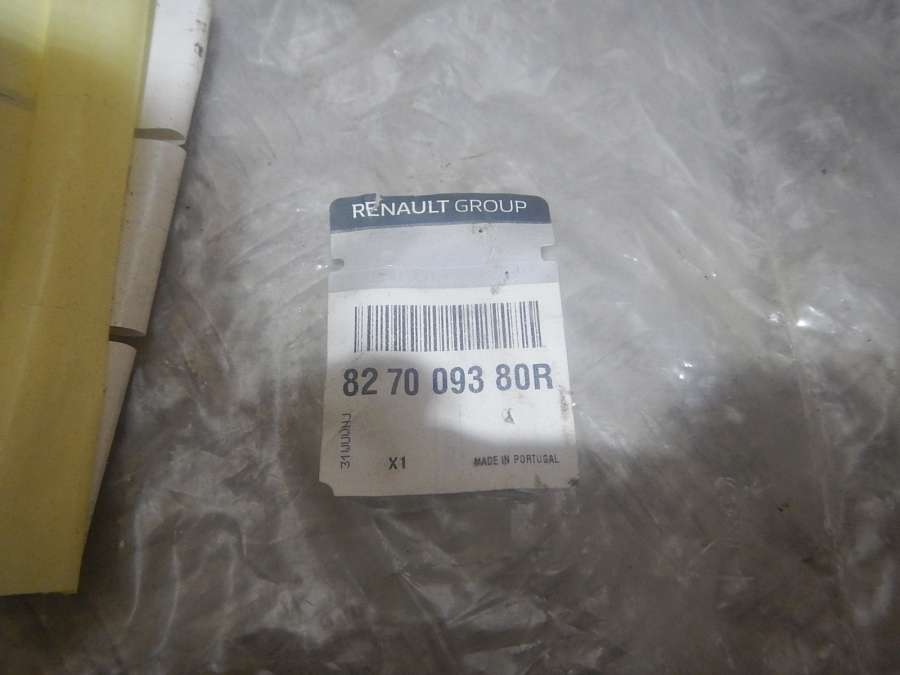 RENAULT GROUP
82 70 093 80R
X1
MADE IN PORTUGAL